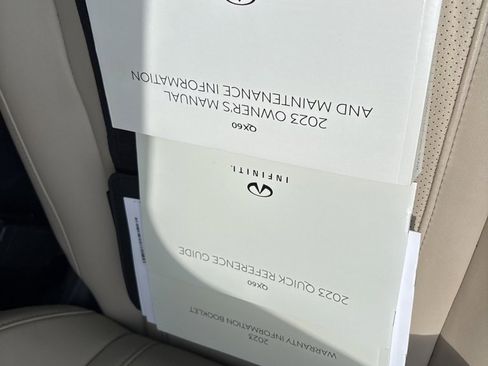 QX60
2023 OWNER'S MANUAL
AND MAINTENANCE INFORMATION
INFINITI.
QX60
2023 QUICK REFERENCE GUIDE
2023
WARRANTY INFORMATION BOOKLET